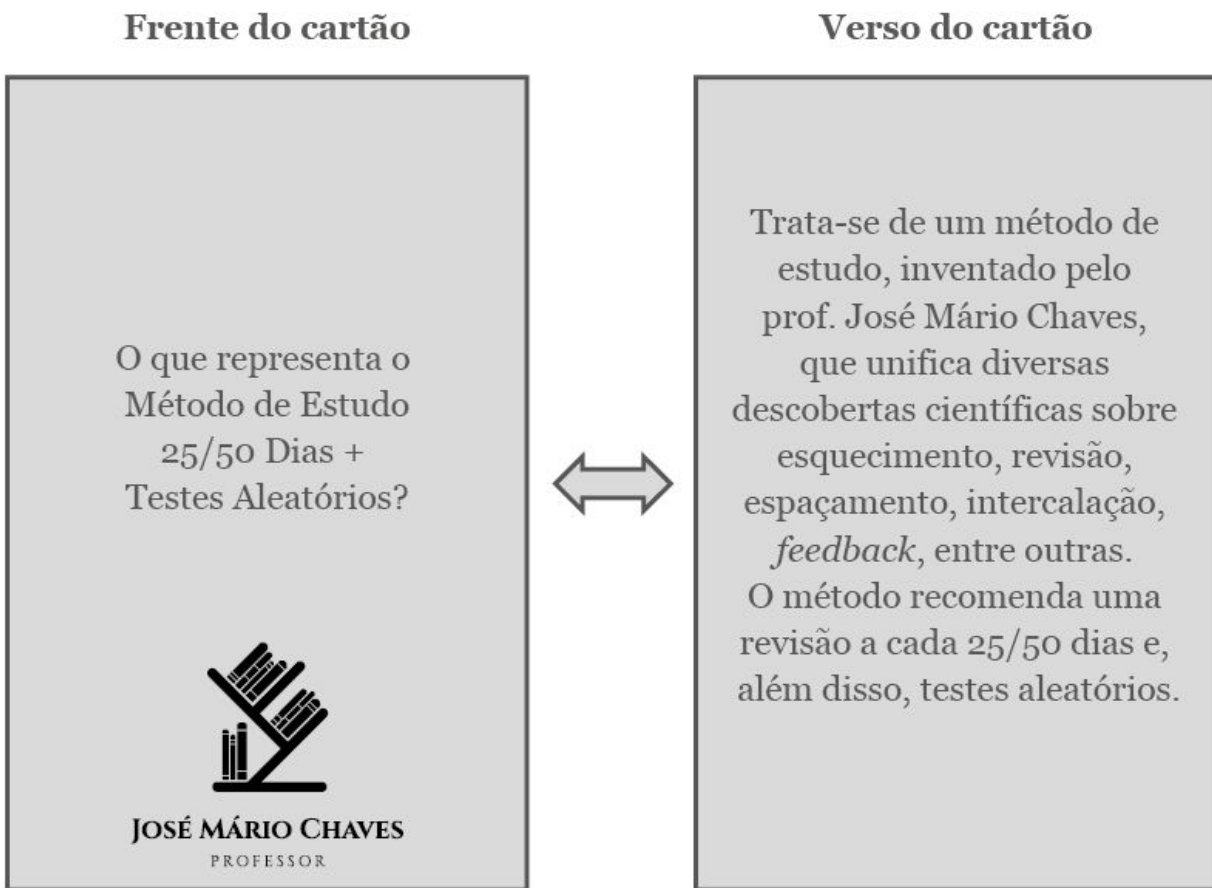 Frente do cartão
Verso do cartão
O que representa o
Método de Estudo
25/50 Dias +
Testes Aleatórios?
JOSÉ MÁRIO CHAVES
PROFESSOR
Trata-se de um método de
estudo, inventado pelo
prof. José Mário Chaves,
que unifica diversas
descobertas científicas sobre
esquecimento, revisão,
espaçamento, intercalação,
feedback, entre outras.
O método recomenda uma
revisão a cada 25/50 dias e,
além disso, testes aleatórios.